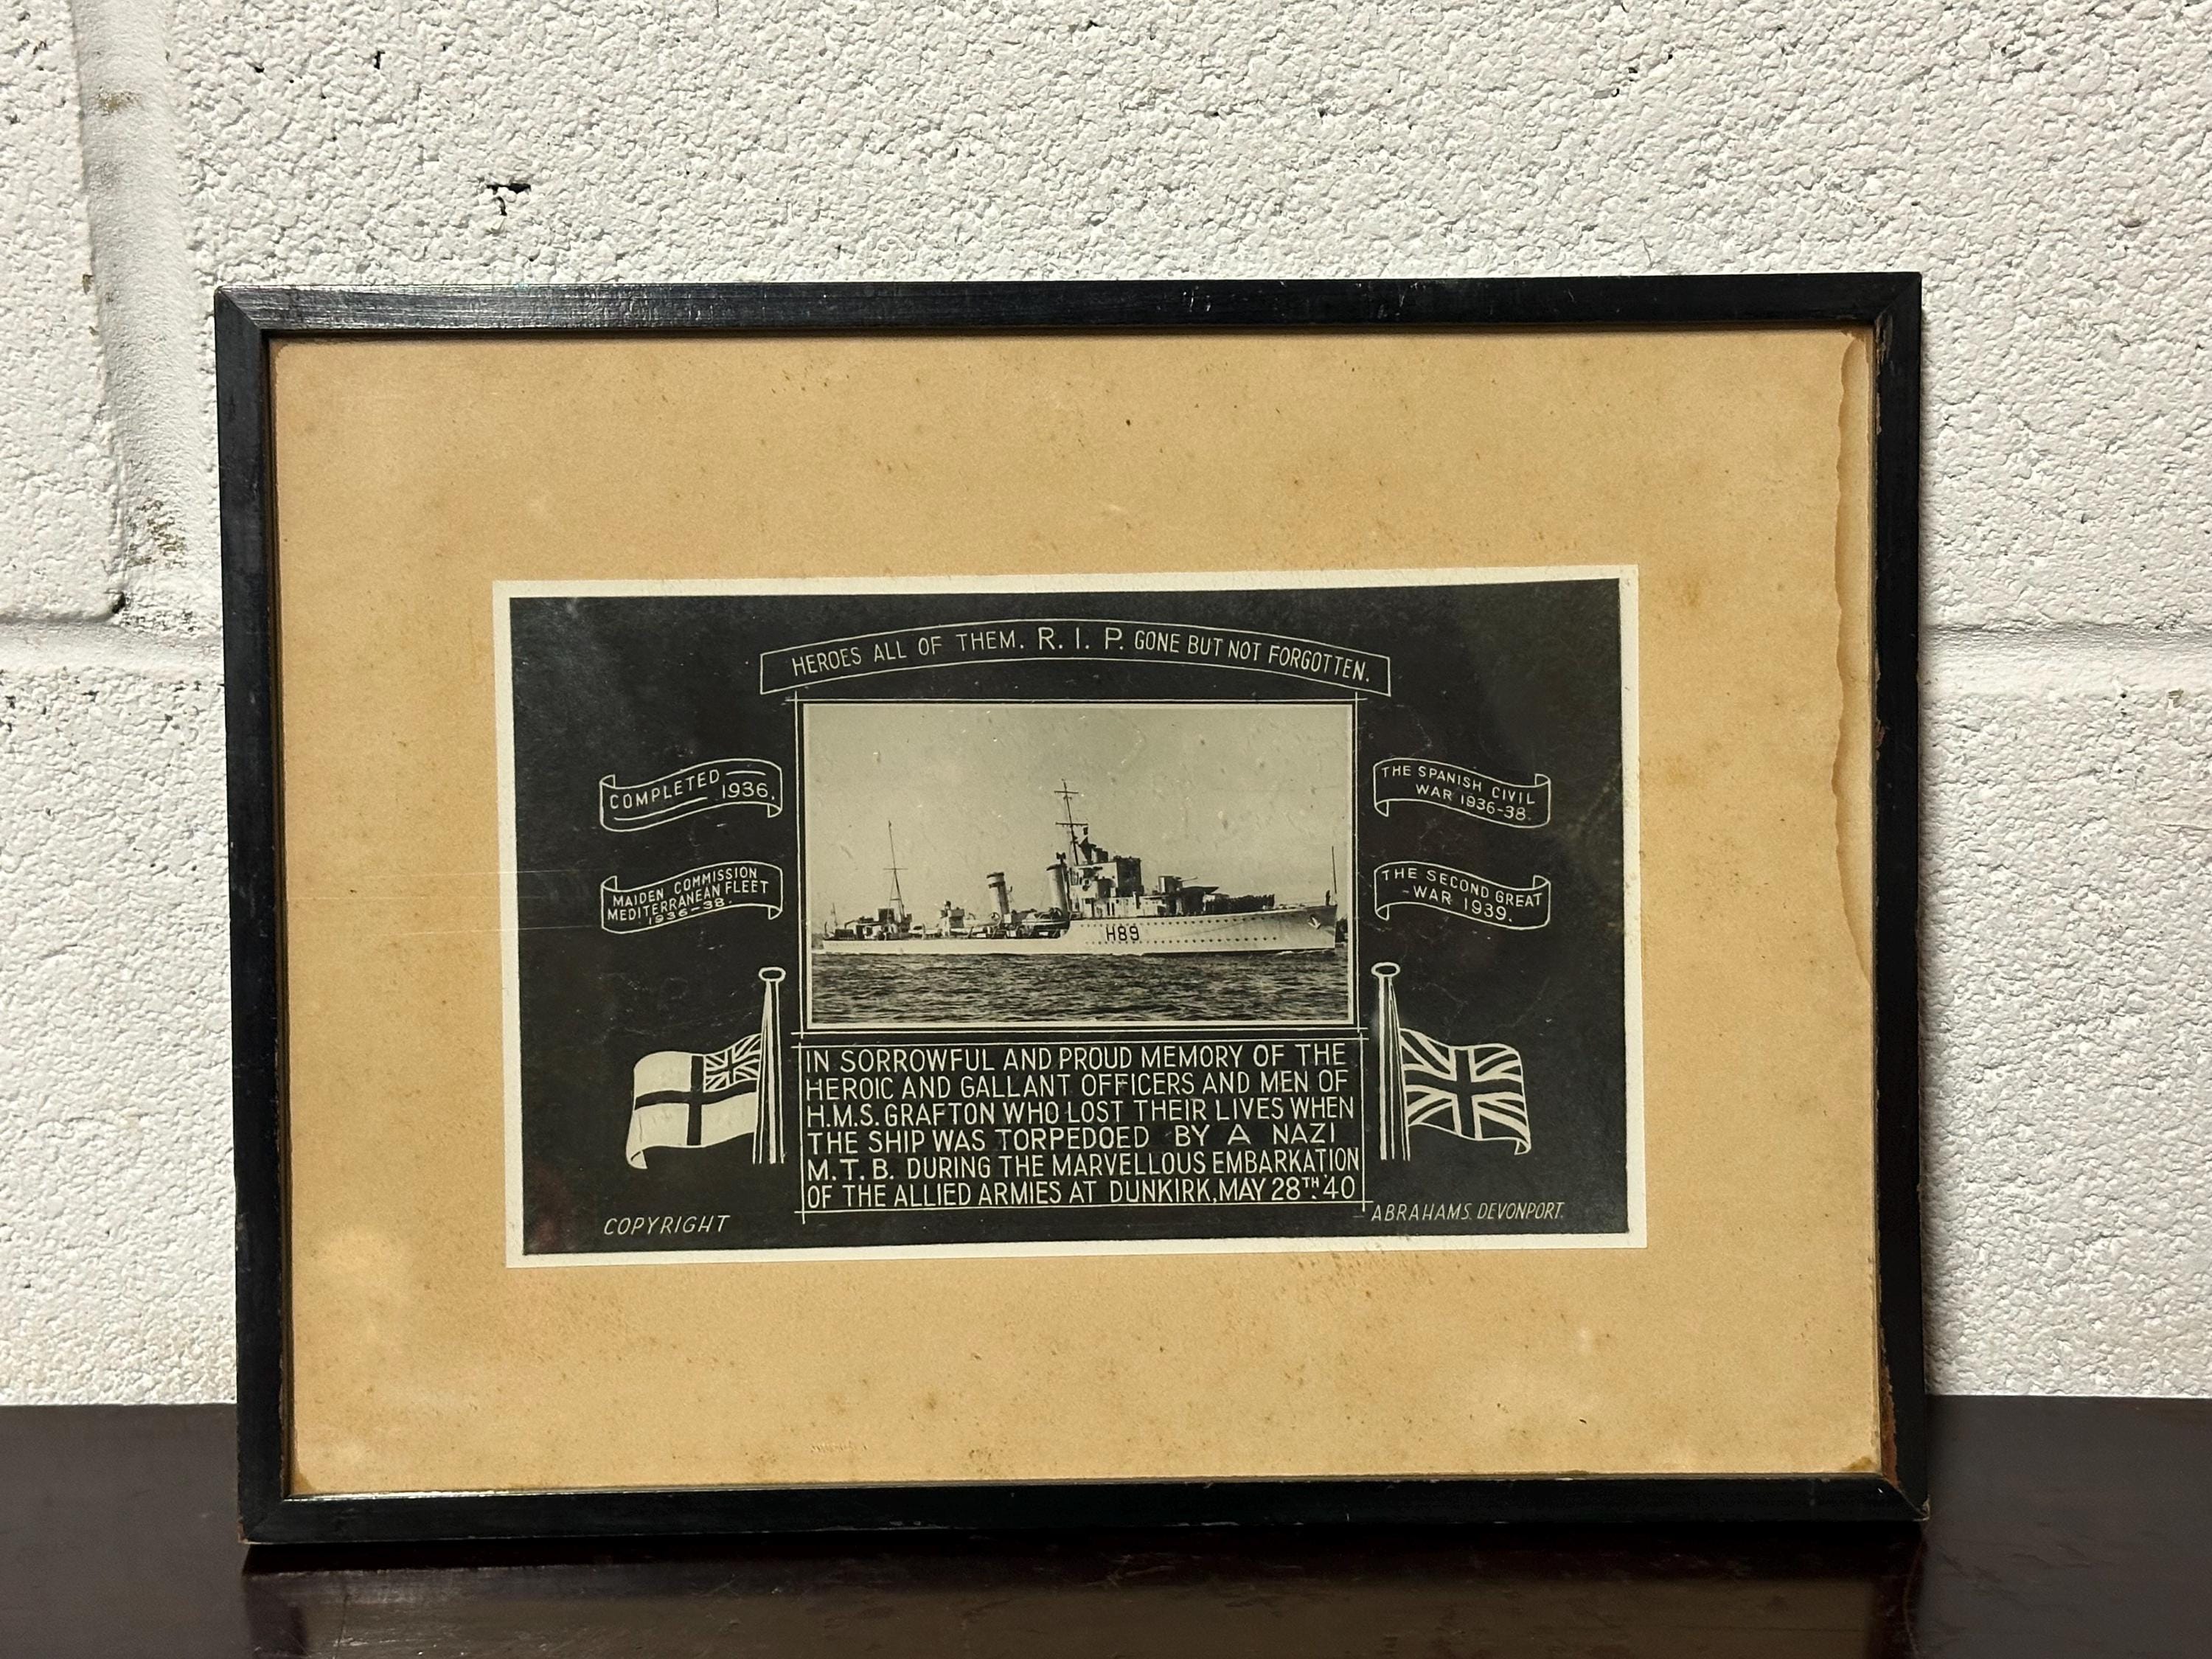 HEROES ALL OF THEM. R. I. P. GONE BUT NOT FORGOTTEN.
COMPLETED
1936.
MAIDEN COMMISSION
MEDITERRANEAN FLEET
1936-38.
THE SPANISH CIVIL
WAR 1936-38.
THE SECOND GREAT
-WAR 1939.
H89
IN SORROWFUL AND PROUD MEMORY OF THE
HEROIC AND GALLANT OFFICERS AND MEN OF
H.M.S. GRAFTON WHO LOST THEIR LIVES WHEN
THE SHIP WAS TORPEDOED BY A NAZI
M.T.B. DURING THE MARVELLOUS EMBARKATION
OF THE ALLIED ARMIES AT DUNKIRK, MAY 28TH. '40
COPYRIGHT
ABRAHAMS. DEVONPORT.